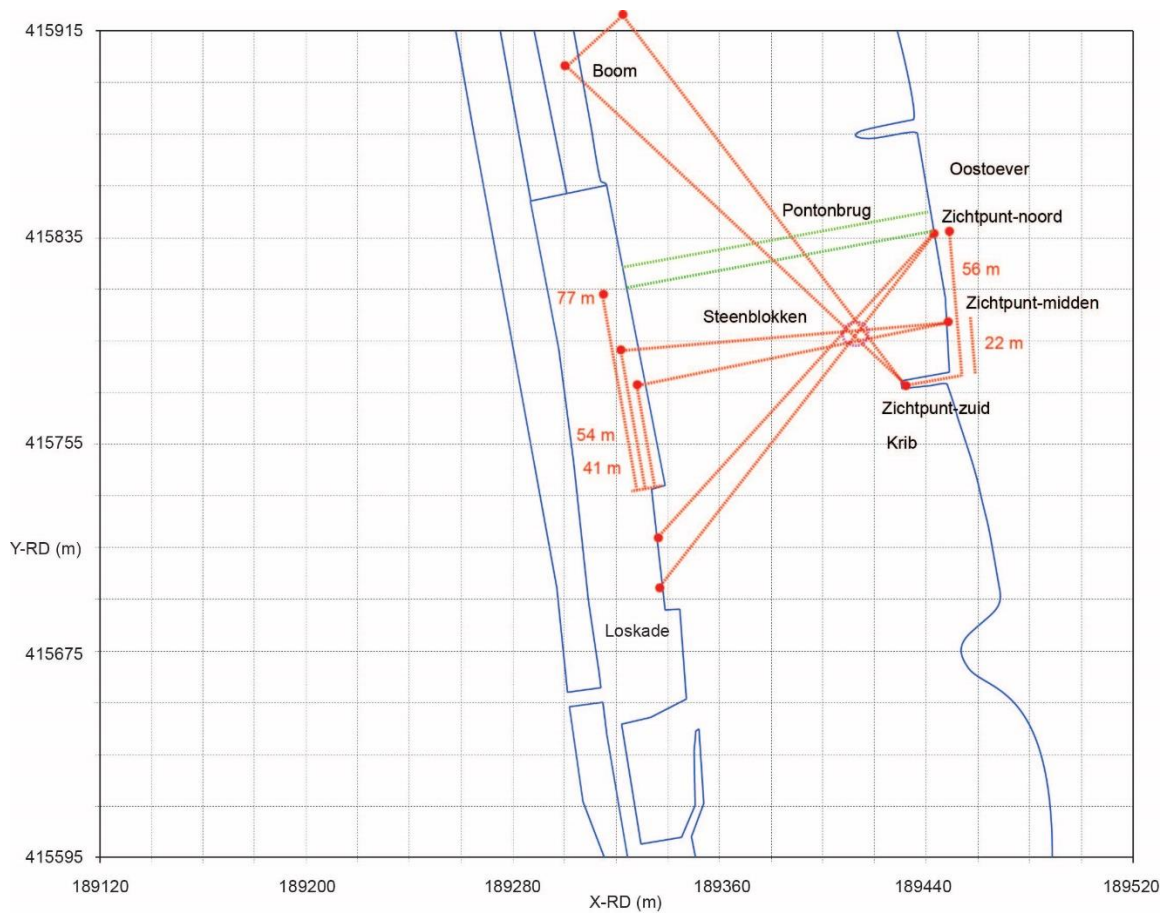 415915
Boom
Oostoever
Pontonbrug
Zichtpunt-noord
415835
56 m
77 m
Zichtpunt-midden
Steenblokken
22 m
Zichtpunt-zuid
54 m
Krib
415755
41 m
Y-RD (m)
Loskade
415675
415595
189120
189200
189280
189360
189440
189520
X-RD (m)